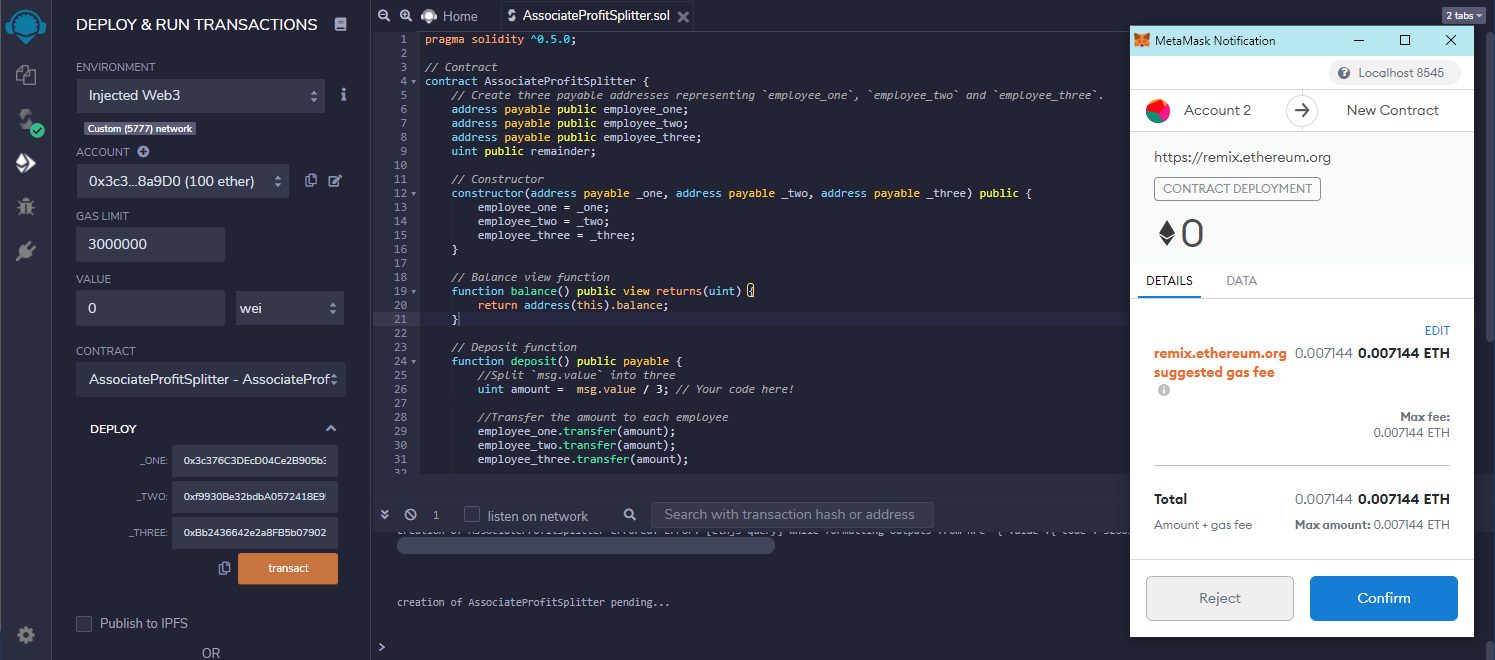 DEPLOY & RUN TRANSACTIONS
ENVIRONMENT
Injected Web3
Custom (5777) network
ACCOUNT
0x3c3...8a9D0 (100 ether)
GAS LIMIT
3000000
VALUE
0
wei
CONTRACT
AssociateProfitSplitter - AssociateProf
DEPLOY
_ONE:
0x3c376C3DEcD04Ce2B905b3
_TWO:
0xf9930Be32bdbA0572418E9
_THREE:
0xBb2436642e2a8FB5b07902
transact
Publish to IPFS
OR
Home
AssociateProfitSplitter.sol
2 tabs
1 pragma solidity ^0.5.0;
2
3 // Contract
4 contract AssociateProfitSplitter {
5 // Create three payable addresses representing `employee_one`, `employee_two` and `employee_three`.
6 address payable public employee_one;
7 address payable public employee_two;
8 address payable public employee_three;
9 uint public remainder;
10
11 // Constructor
12 constructor(address payable _one, address payable _two, address payable _three) public {
13 employee_one = _one;
14 employee_two = _two;
15 employee_three = _three;
16 }
17
18 // Balance view function
19 function balance() public view returns(uint) {
20 return address(this).balance;
21 }
22
23 // Deposit function
24 function deposit() public payable {
25 //Split `msg.value` into three
26 uint amount =  msg.value / 3; // Your code here!
27
28 //Transfer the amount to each employee
29 employee_one.transfer(amount);
30 employee_two.transfer(amount);
31 employee_three.transfer(amount);
32
1
listen on network
Search with transaction hash or address
creation of AssociateProfitSplitter errored: Error: [ethjs-query] while formatting outputs from RPC
creation of AssociateProfitSplitter pending...
>
MetaMask Notification
Localhost 8545
Account 2
New Contract
https://remix.ethereum.org
CONTRACT DEPLOYMENT
0
DETAILS
DATA
EDIT
remix.ethereum.org 0.007144 0.007144 ETH
suggested gas fee
Max fee:
0.007144 ETH
Total 0.007144 0.007144 ETH
Amount + gas fee Max amount: 0.007144 ETH
Reject
Confirm